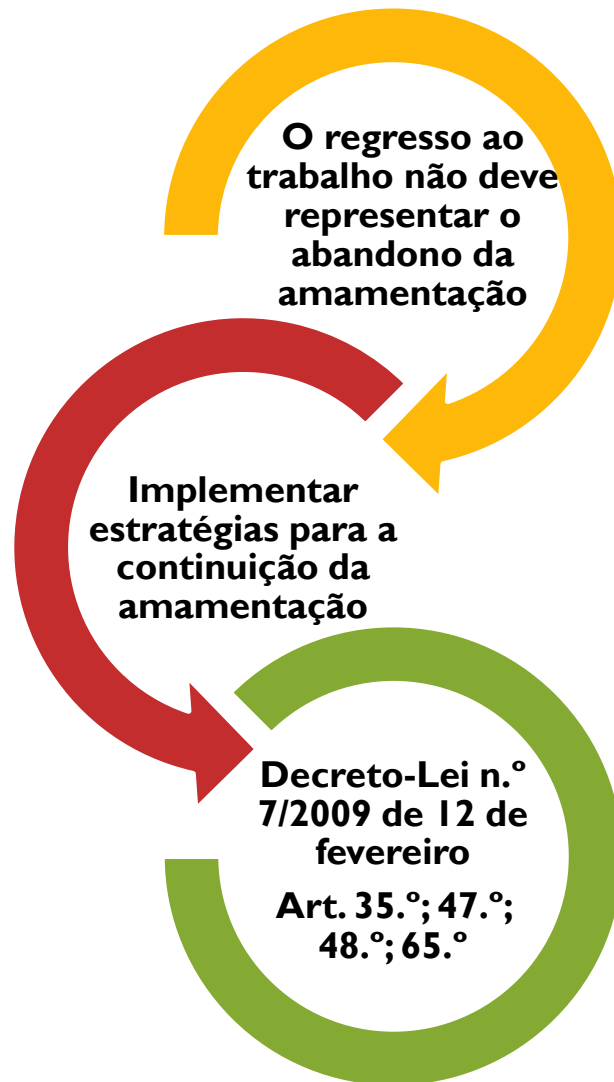 O regresso ao
trabalho não deve
representar o
abandono da
amamentação
Implementar
estratégias para a
continuição da
amamentação
Decreto-Lei n.º
7/2009 de 12 de
fevereiro
Art. 35.º; 47.º;
48.º; 65.º